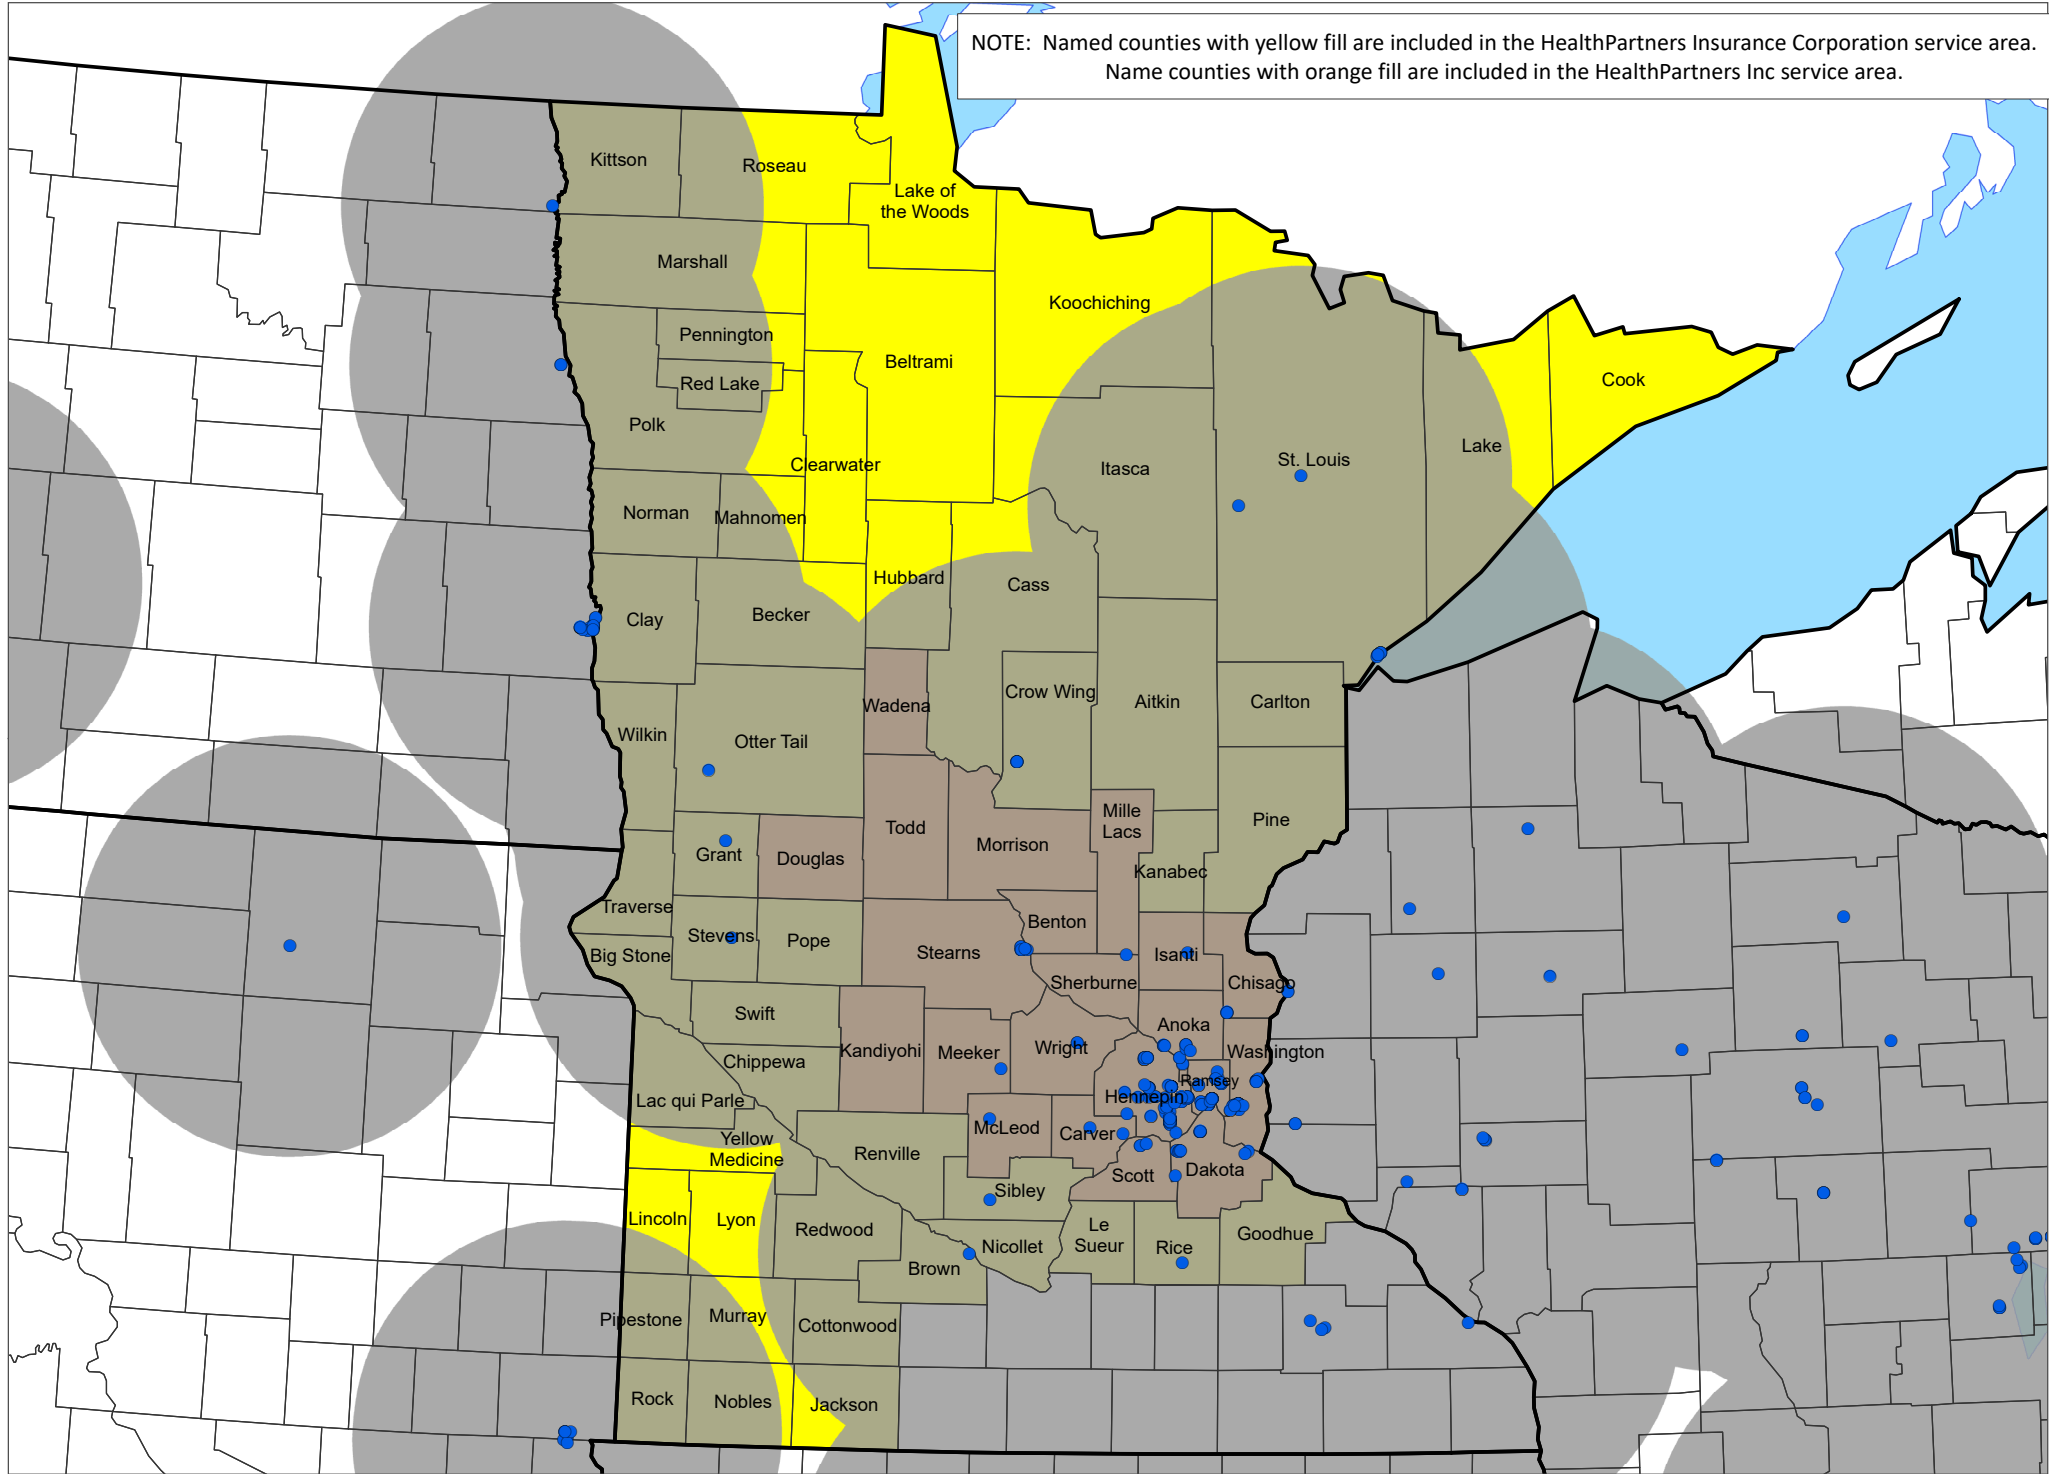 NOTE:  Named counties with yellow fill are included in the HealthPartners Insurance Corporation service area.
Name counties with orange fill are included in the HealthPartners Inc service area.
Kittson
Roseau
Lake of
the Woods
Marshall
Koochiching
Pennington
Beltrami
Red Lake
Cook
Polk
Clearwater
Itasca
St. Louis
Lake
Norman
Mahnomen
Hubbard
Cass
Clay
Becker
Wadena
Crow Wing
Aitkin
Carlton
Wilkin
Otter Tail
Todd
Morrison
Mille
Lacs
Pine
Grant
Douglas
Kanabec
Traverse
Stevens
Pope
Benton
Big Stone
Stearns
Isanti
Sherburne
Chisago
Swift
Anoka
Kandiyohi
Meeker
Wright
Washington
Chippewa
Ramsey
Hennepin
Lac qui Parle
McLeod
Carver
Yellow
Medicine
Renville
Scott
Dakota
Sibley
Lincoln
Lyon
Redwood
Le
Sueur
Rice
Goodhue
Nicollet
Brown
Pipestone
Murray
Cottonwood
Rock
Nobles
Jackson